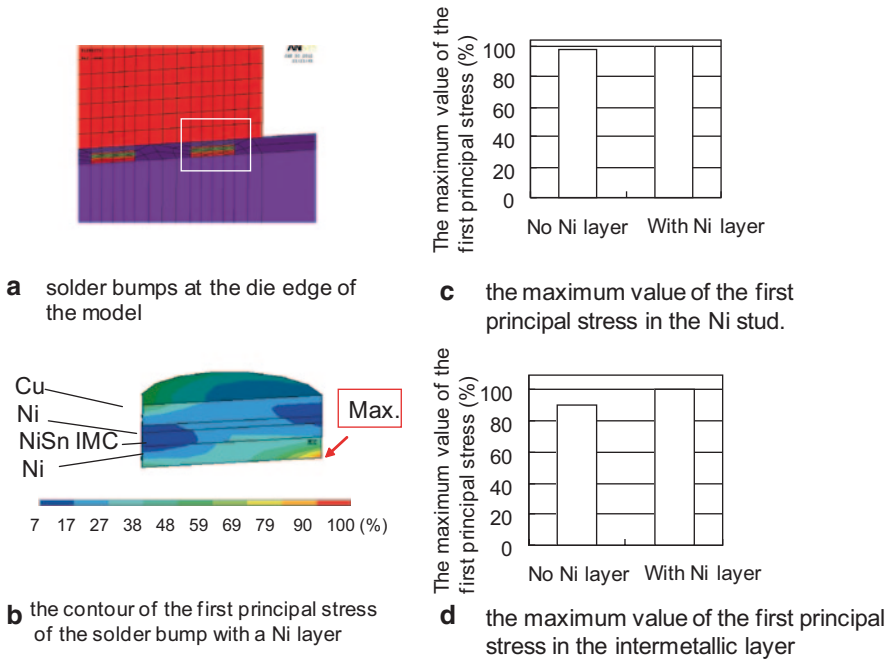 a solder bumps at the die edge of
the model
Cu
Ni
NiSn IMC
Ni
Max.
7 17 27 38 48 59 69 79 90 100 (%)
b the contour of the first principal stress
of the solder bump with a Ni layer
The maximum value of the
first principal stress (%)
100
80
60
40
20
0
No Ni layer With Ni layer
c the maximum value of the first
principal stress in the Ni stud.
The maximum value of the
first principal stress (%)
100
80
60
40
20
0
No Ni layer With Ni layer
d the maximum value of the first principal
stress in the intermetallic layer